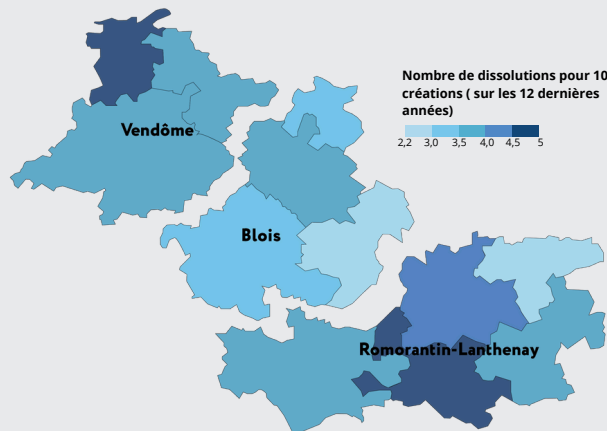 Nombre de dissolutions pour 10
créations ( sur les 12 dernières
années)
2,2 3,0 3,5 4,0 4,5 5
Vendôme
Blois
Romorantin-Lanthenay